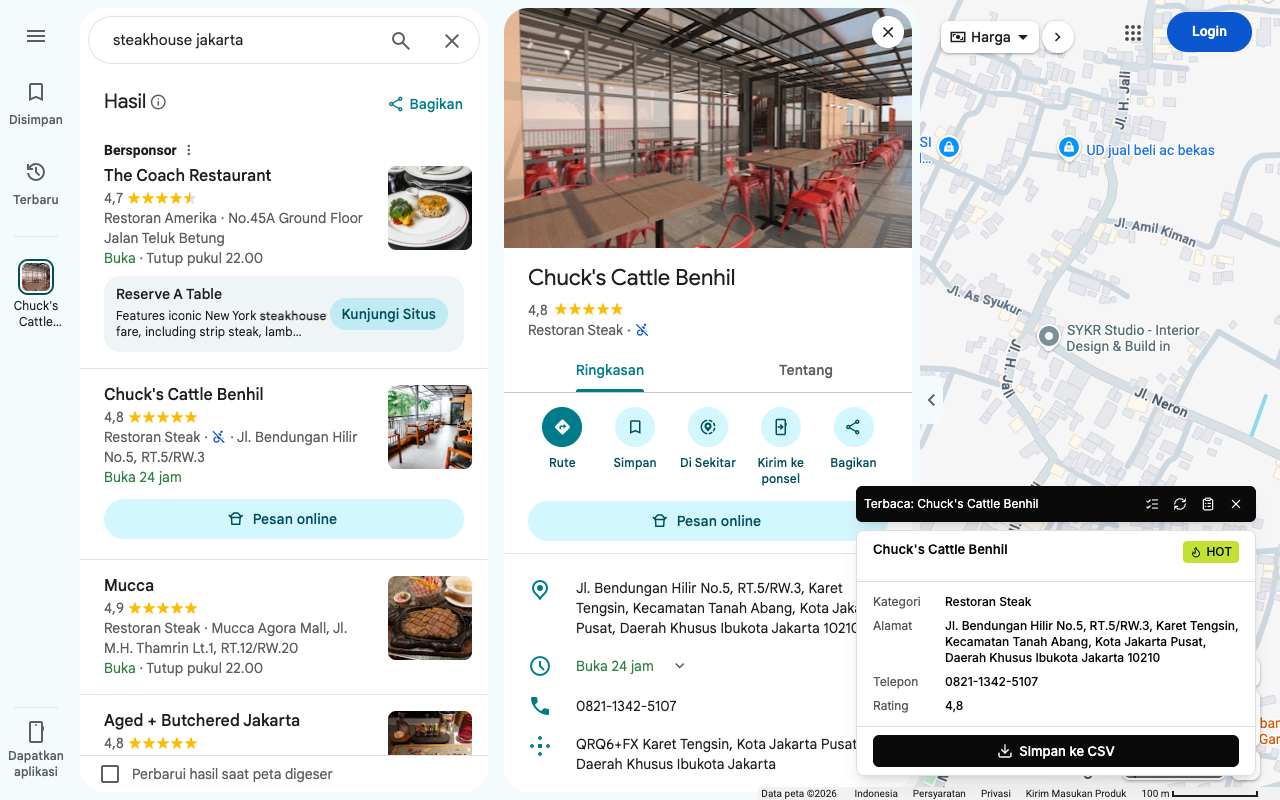 Disimpan
Terbaru
Chuck's
Cattle...
Dapatkan
aplikasi
steakhouse jakarta
Hasil
Bagikan
Bersponsor
The Coach Restaurant
4,7
Restoran Amerika · No.45A Ground Floor
Jalan Teluk Betung
Buka · Tutup pukul 22.00
Reserve A Table
Features iconic New York steakhouse
fare, including strip steak, lamb...
Kunjungi Situs
Chuck's Cattle Benhil
4,8
Restoran Steak · · Jl. Bendungan Hilir
No.5, RT.5/RW.3
Buka 24 jam
Pesan online
Mucca
4,9
Restoran Steak · Mucca Agora Mall, Jl.
M.H. Thamrin Lt.1, RT.12/RW.20
Buka · Tutup pukul 22.00
Aged + Butchered Jakarta
4,8
Perbarui hasil saat peta digeser
Chuck's Cattle Benhil
4,8
Restoran Steak ·
Ringkasan
Tentang
Rute
Simpan
Di Sekitar
Kirim ke
ponsel
Bagikan
Pesan online
Jl. Bendungan Hilir No.5, RT.5/RW.3, Karet
Tengsin, Kecamatan Tanah Abang, Kota Jaka
Pusat, Daerah Khusus Ibukota Jakarta 10210
Buka 24 jam
0821-1342-5107
QRQ6+FX Karet Tengsin, Kota Jakarta Pusat
Daerah Khusus Ibukota Jakarta
Harga
Login
Jl. H. Jali
SI
l...
UD jual beli ac bekas
Jl. Amil Kiman
Jl. As Syukur
SYKR Studio - Interior
Design & Build in
Jl. H. Jali
Jl. Neron
Terbaca: Chuck's Cattle Benhil
Chuck's Cattle Benhil
HOT
Kategori
Restoran Steak
Alamat
Jl. Bendungan Hilir No.5, RT.5/RW.3, Karet Tengsin,
Kecamatan Tanah Abang, Kota Jakarta Pusat,
Daerah Khusus Ibukota Jakarta 10210
Telepon
0821-1342-5107
Rating
4,8
Simpan ke CSV
bar
Gar
Data peta ©2026
Indonesia
Persyaratan
Privasi
Kirim Masukan Produk
100 m